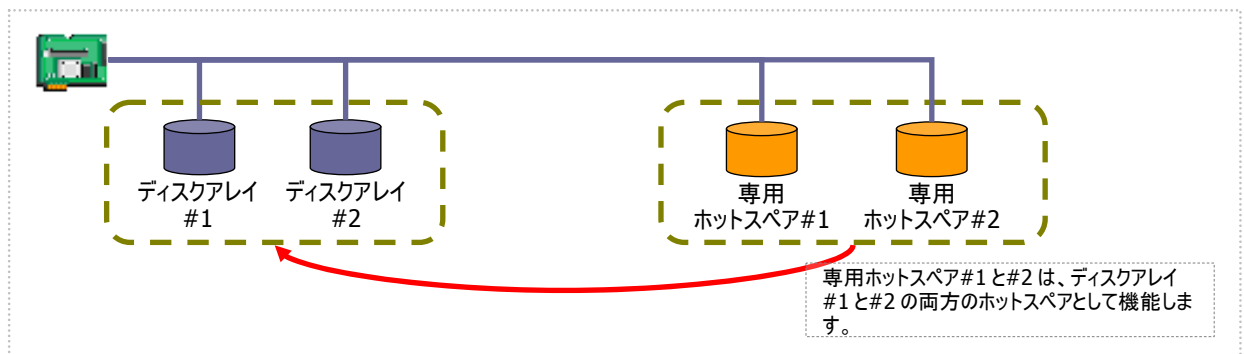 ディスクアレイ
#1
ディスクアレイ
#2
専用
ホットスペア#1
専用
ホットスペア#2
専用ホットスペア#1 と#2 は、ディスクアレイ
#1 と#2 の両方のホットスペアとして機能しま
す。